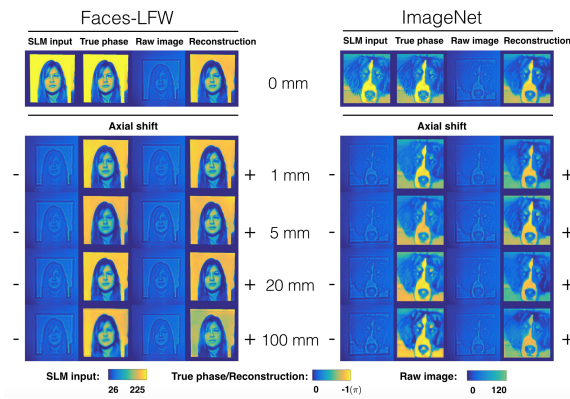 Faces-LFW ImageNet
SLM input True phase Raw image Reconstruction SLM input True phase Raw image Reconstruction
0 mm
Axial shift Axial shift
- + 1 mm - +
- + 5 mm - +
- + 20 mm - +
- + 100 mm - +
SLM input: True phase/Reconstruction: Raw image:
26 225 0 -1(π) 0 120